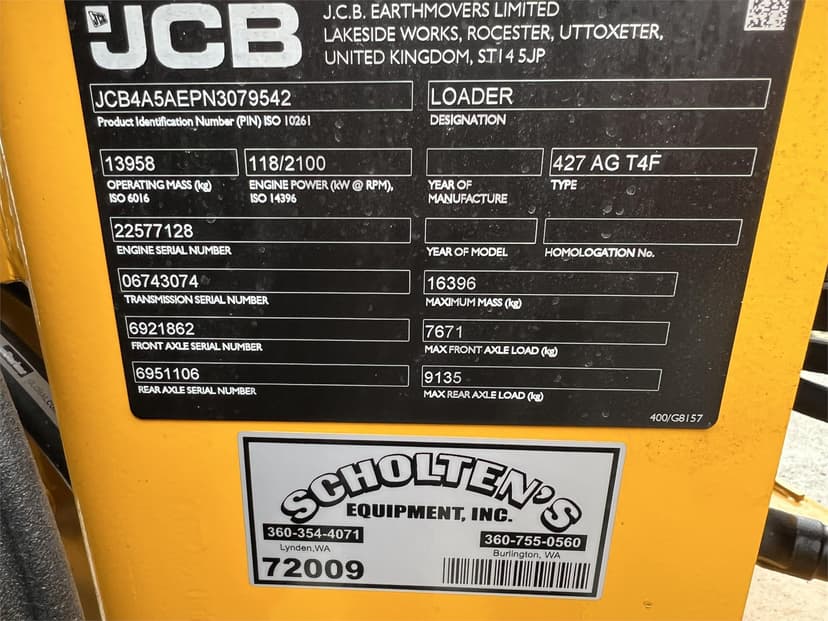 JCB
J.C.B. EARTHMOVERS LIMITED
LAKESIDE WORKS, ROCESTER, UTTOXETER,
UNITED KINGDOM, ST14 5JP
JCB4A5AEPN3079542
Product Identification Number (PIN) ISO 10261
LOADER
DESIGNATION
13958
OPERATING MASS (kg)
ISO 6016
118/2100
ENGINE POWER (kW @ RPM),
ISO 14396
YEAR OF
MANUFACTURE
427 AG T4F
TYPE
22577128
ENGINE SERIAL NUMBER
YEAR OF MODEL
HOMOLOGATION No.
06743074
TRANSMISSION SERIAL NUMBER
16396
MAXIMUM MASS (kg)
6921862
FRONT AXLE SERIAL NUMBER
7671
MAX FRONT AXLE LOAD (kg)
6951106
REAR AXLE SERIAL NUMBER
9135
MAX REAR AXLE LOAD (kg)
400/G8157
SCHOLTEN'S
EQUIPMENT, INC.
360-354-4071
Lynden, WA
360-755-0560
Burlington, WA
72009